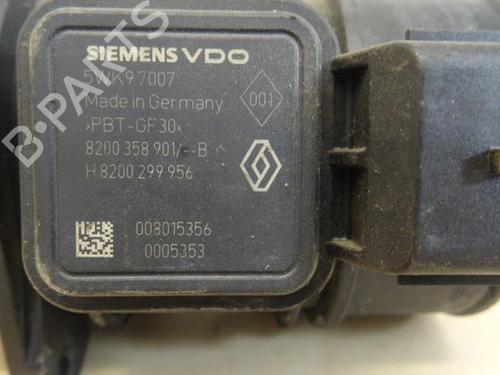 B-PARTS
SIEMENS VDO
5WK9 7007
Made in Germany
001
>PBT-GF30<
8200 358 901/--B
H 8200 299 956
008015356
0005353